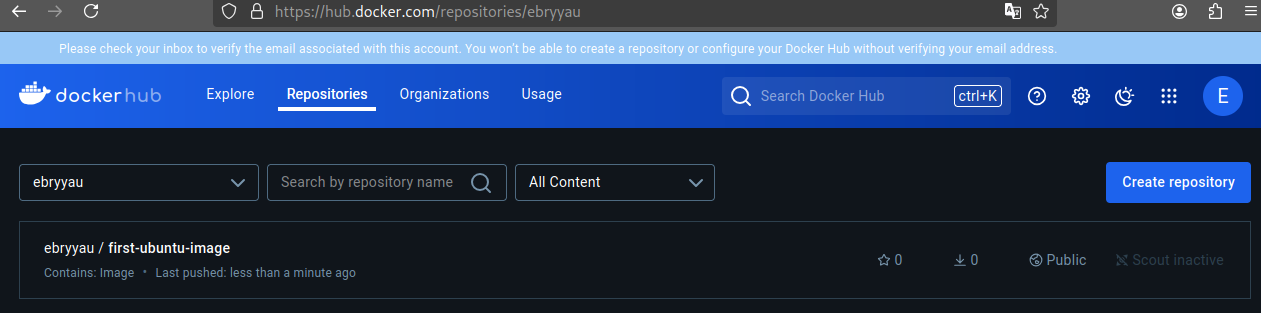 https://hub.docker.com/repositories/ebryyau
Please check your inbox to verify the email associated with this account. You won't be able to create a repository or configure your Docker Hub without verifying your email address.
dockerhub Explore Repositories Organizations Usage Search Docker Hub ctrl+K E
ebryyau Search by repository name All Content Create repository
ebryyau / first-ubuntu-image
Contains: Image • Last pushed: less than a minute ago
0 0 Public Scout inactive